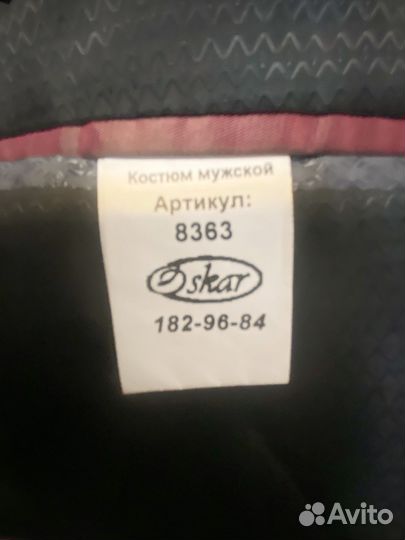 Костюм мужской
Артикул:
8363
Oskar
182-96-84
Avito